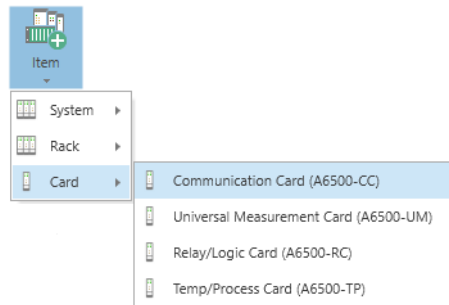 Item
System
Rack
Card
Communication Card (A6500-CC)
Universal Measurement Card (A6500-UM)
Relay/Logic Card (A6500-RC)
Temp/Process Card (A6500-TP)